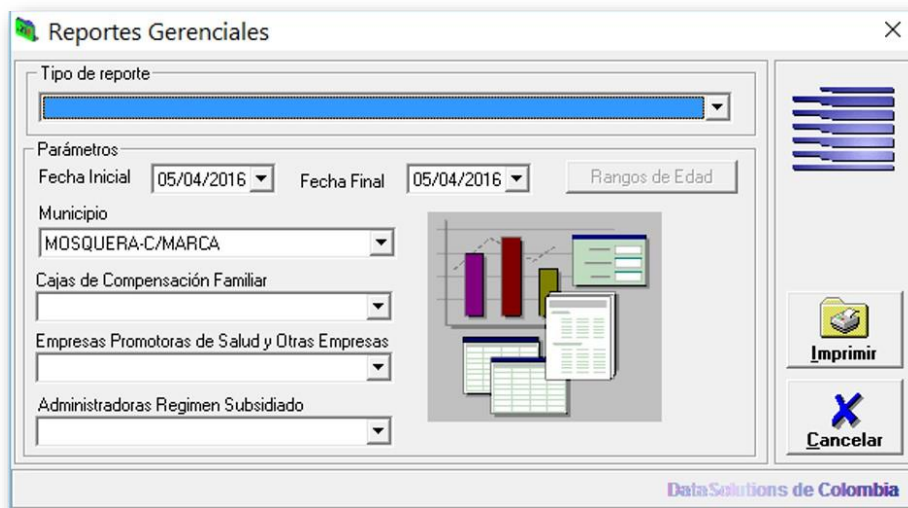 Reportes Gerenciales
Tipo de reporte
Parámetros
Fecha Inicial 05/04/2016 Fecha Final 05/04/2016 Rangos de Edad
Municipio
MOSQUERA-C/MARCA
Cajas de Compensación Familiar
Empresas Promotoras de Salud y Otras Empresas
Administradoras Regimen Subsidiado
Imprimir
Cancelar
DataSolutions de Colombia